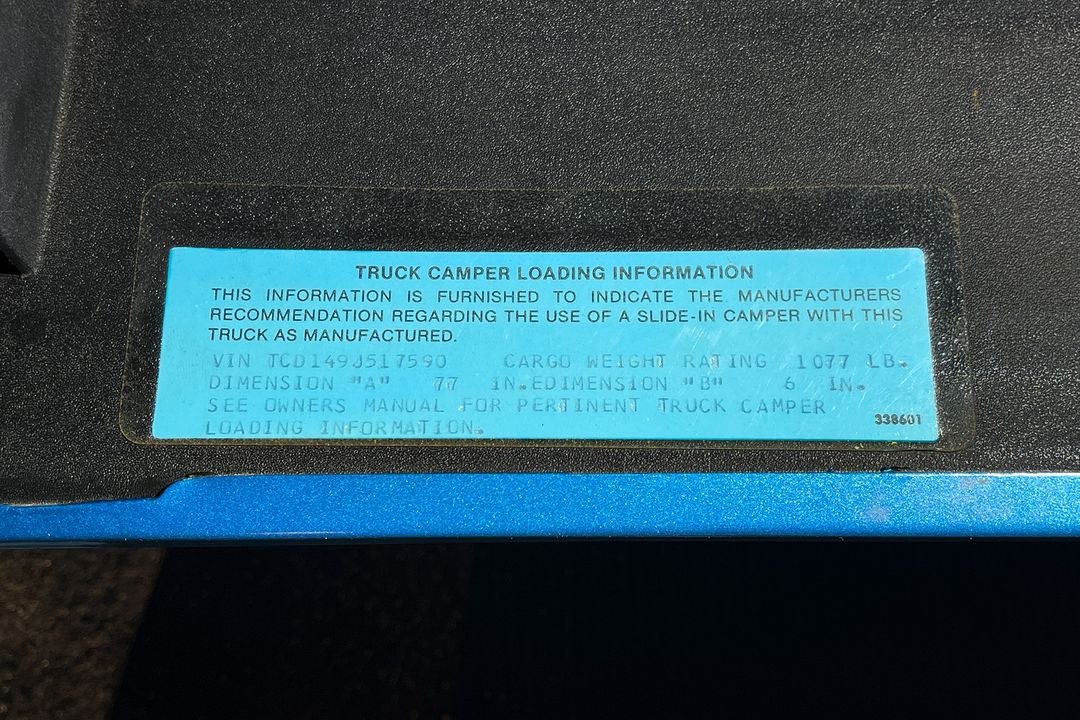 TRUCK CAMPER LOADING INFORMATION
THIS INFORMATION IS FURNISHED TO INDICATE THE MANUFACTURERS
RECOMMENDATION REGARDING THE USE OF A SLIDE-IN CAMPER WITH THIS
TRUCK AS MANUFACTURED.
VIN TCD149J517590 CARGO WEIGHT RATING 1077 LB.
DIMENSION "A" 77 IN.EDIMENSION "B" 6 IN.
SEE OWNERS MANUAL FOR PERTINENT TRUCK CAMPER
LOADING INFORMATION.
338601